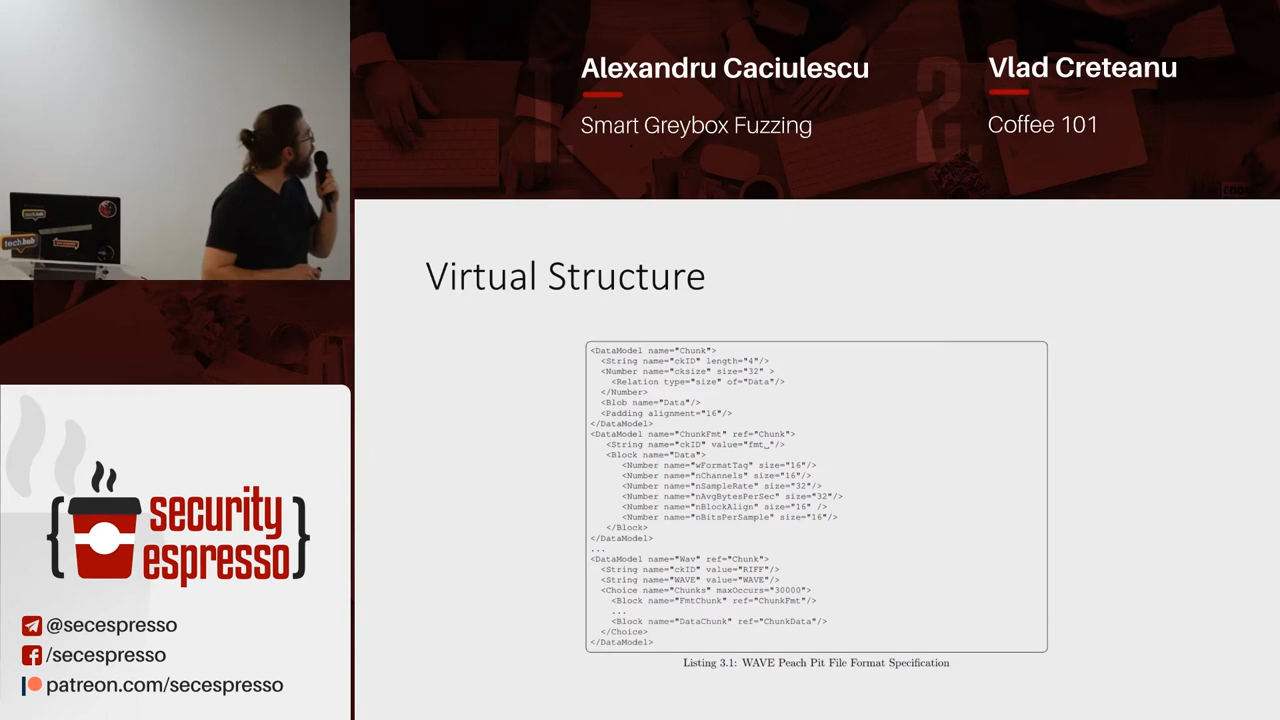 Alexandru Caciulescu
Smart Greybox Fuzzing
Vlad Creteanu
Coffee 101
tech.hub
Virtual Structure
<DataModel name="Chunk">
<String name="ckID" length="4"/>
<Number name="cksize" size="32" >
<Relation type="size" of="Data"/>
</Number>
<Blob name="Data"/>
<Padding alignment="16"/>
</DataModel>
<DataModel name="ChunkFmt" ref="Chunk">
<String name="ckID" value="fmt␣"/>
<Block name="Data">
<Number name="wFormatTag" size="16"/>
<Number name="nChannels" size="16"/>
<Number name="nSampleRate" size="32"/>
<Number name="nAvgBytesPerSec" size="32"/>
<Number name="nBlockAlign" size="16" />
<Number name="nBitsPerSample" size="16"/>
</Block>
</DataModel>
...
<DataModel name="Wav" ref="Chunk">
<String name="ckID" value="RIFF"/>
<String name="WAVE" value="WAVE"/>
<Choice name="Chunks" maxOccurs="30000">
<Block name="FmtChunk" ref="ChunkFmt"/>
...
<Block name="DataChunk" ref="ChunkData"/>
</Choice>
</DataModel>
Listing 3.1: WAVE Peach Pit File Format Specification
{security
espresso}
@secespresso
/secespresso
patreon.com/secespresso